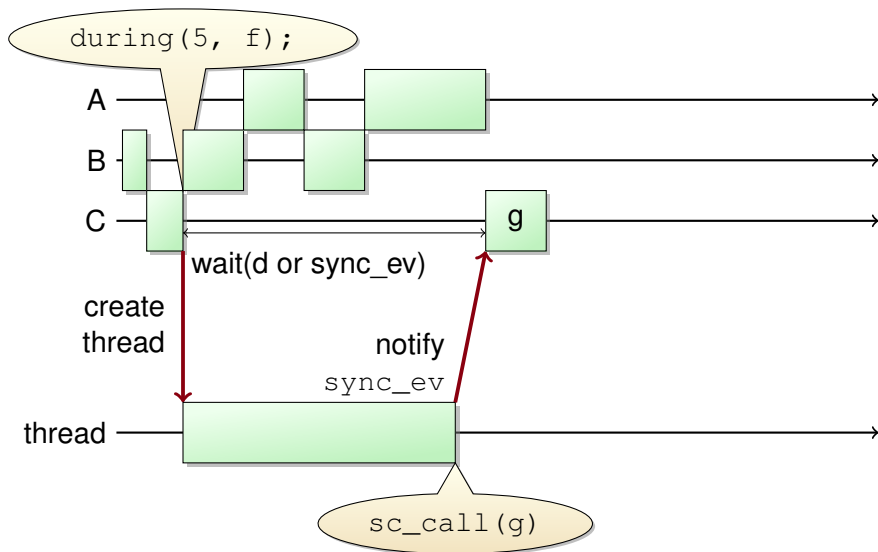 during(5, f);
A
B
C
g
wait(d or sync_ev)
create
thread
notify
sync_ev
thread
sc_call(g)